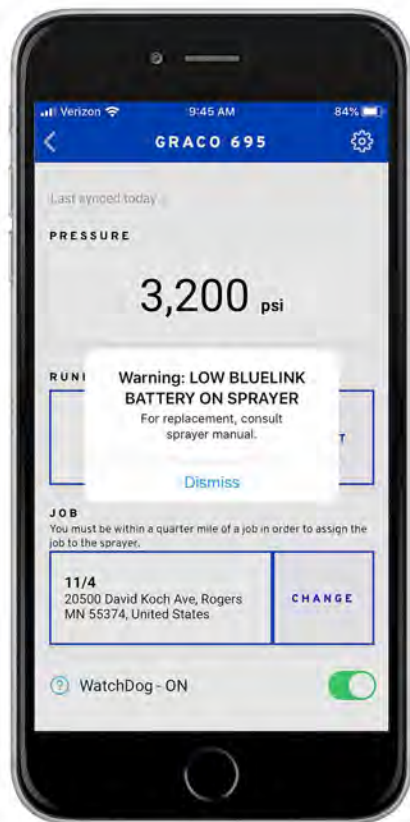 Verizon 9:45 AM 84%
GRACO 695
Last synced today
PRESSURE
3,200 psi
Warning: LOW BLUELINK
BATTERY ON SPRAYER
For replacement, consult
sprayer manual.
Dismiss
JOB
You must be within a quarter mile of a job in order to assign the
job to the sprayer.
11/4
20500 David Koch Ave, Rogers
MN 55374, United States
CHANGE
? WatchDog - ON